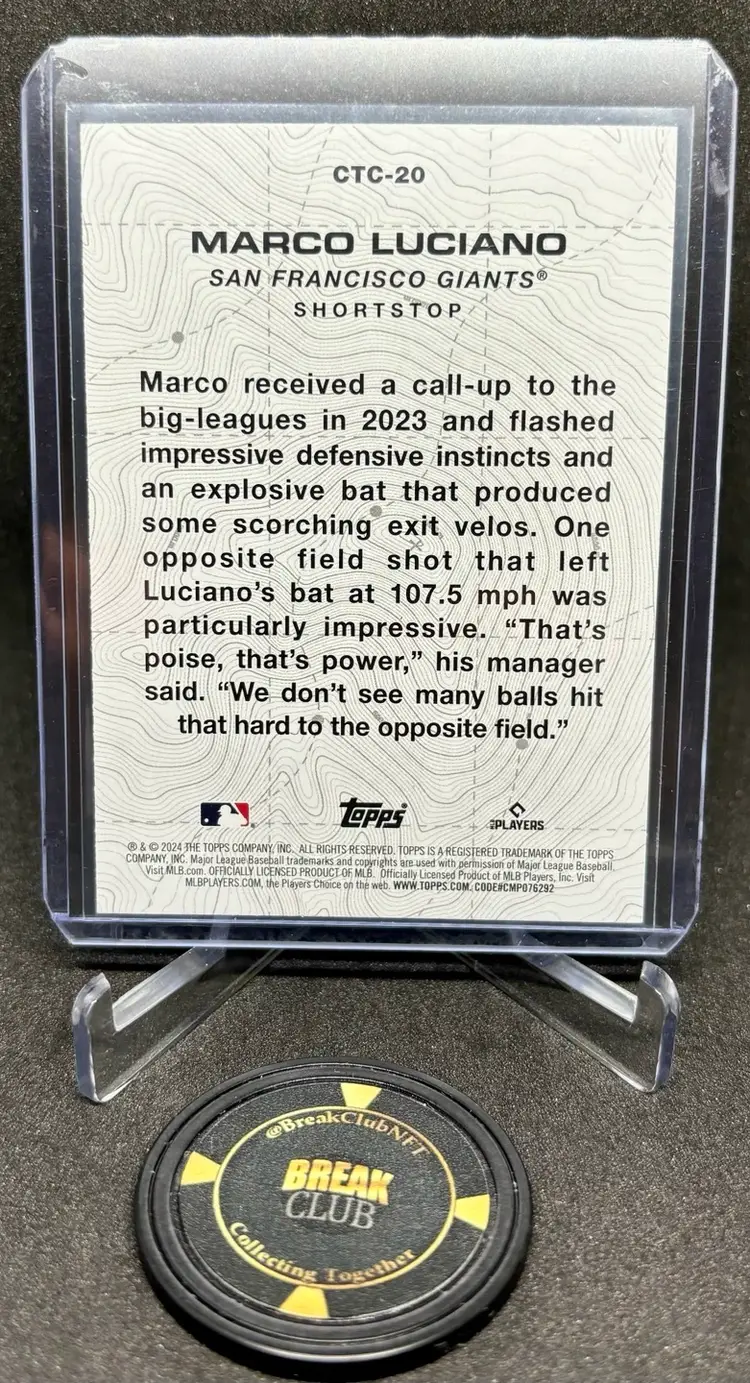 CTC-20
MARCO LUCIANO
SAN FRANCISCO GIANTS®
SHORTSTOP
Marco received a call-up to the
big-leagues in 2023 and flashed
impressive defensive instincts and
an explosive bat that produced
some scorching exit velos. One
opposite field shot that left
Luciano's bat at 107.5 mph was
particularly impressive. “That's
poise, that's power,” his manager
said. “We don't see many balls hit
that hard to the opposite field.”
topps®
PLAYERS
® & © 2024 THE TOPPS COMPANY, INC. ALL RIGHTS RESERVED. TOPPS IS A REGISTERED TRADEMARK OF THE TOPPS
COMPANY, INC. Major League Baseball trademarks and copyrights are used with permission of Major League Baseball.
Visit MLB.com. OFFICIALLY LICENSED PRODUCT OF MLB. Officially Licensed Product of MLB Players, Inc. Visit
MLBPLAYERS.COM, the Players Choice on the web. WWW.TOPPS.COM. CODE#CMP076292
@BreakClubNFT
BREAK
CLUB
Collecting Together